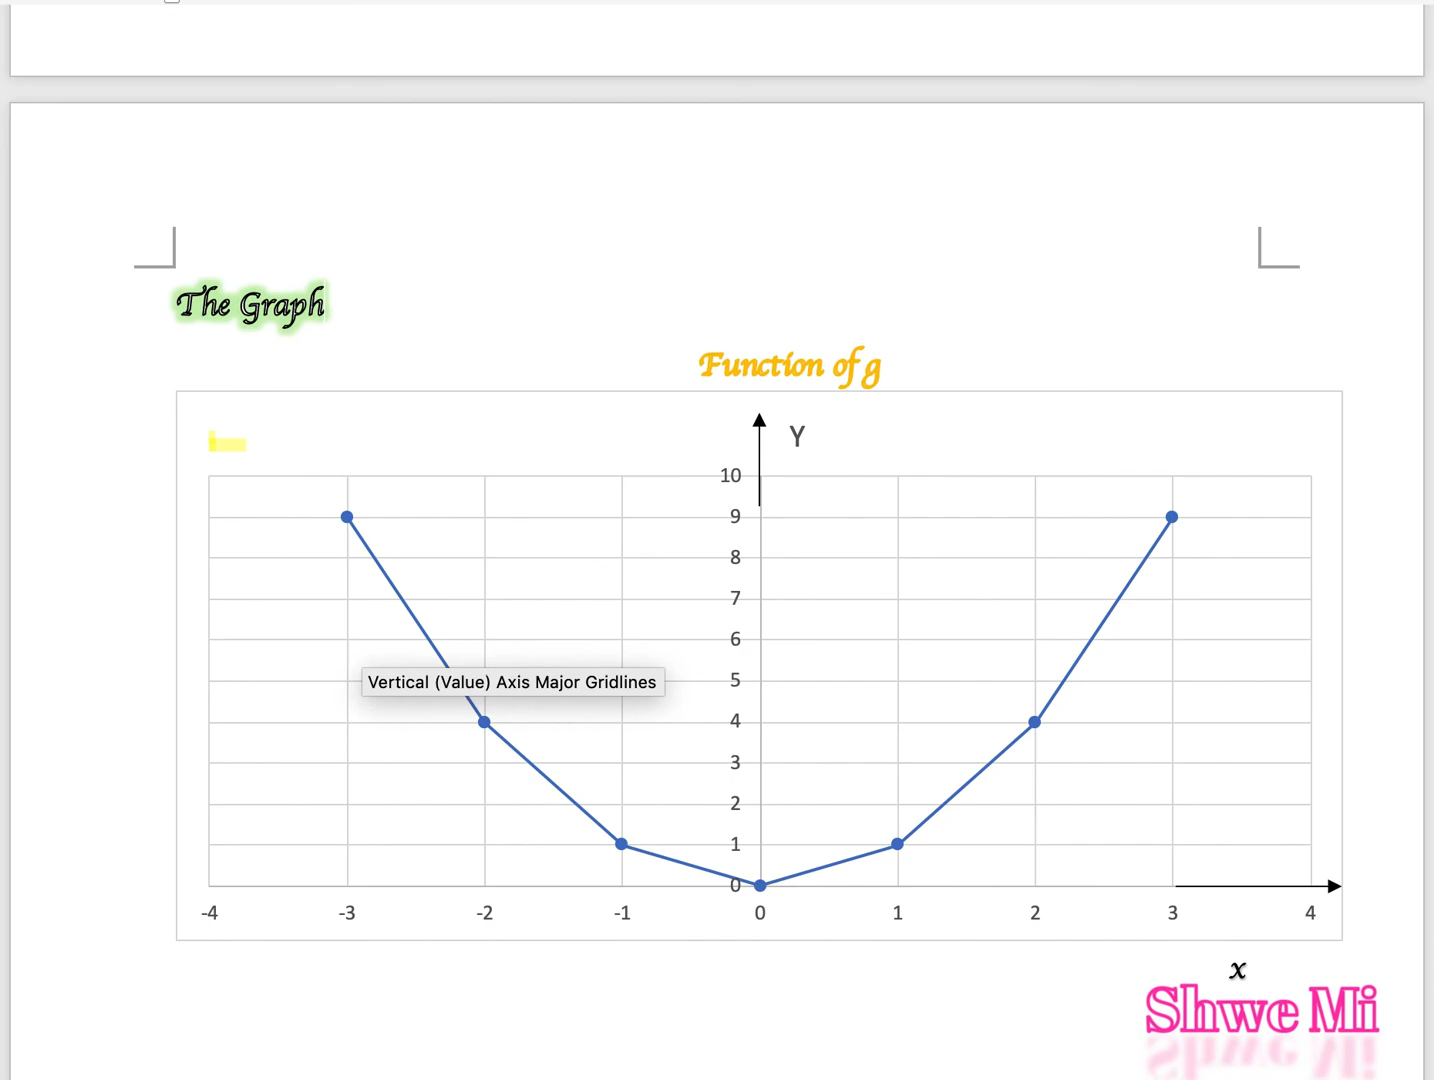 The Graph
Function of g
Y
10
9
8
7
6
Vertical (Value) Axis Major Gridlines
5
4
3
2
1
0
-4 -3 -2 -1 0 1 2 3 4
x
Shwe Mi